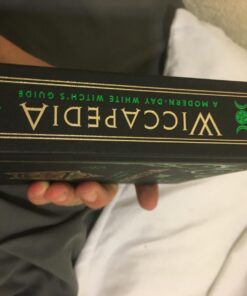 WICCAPEDIA
A MODERN-DAY WHITE WITCH'S GUIDE